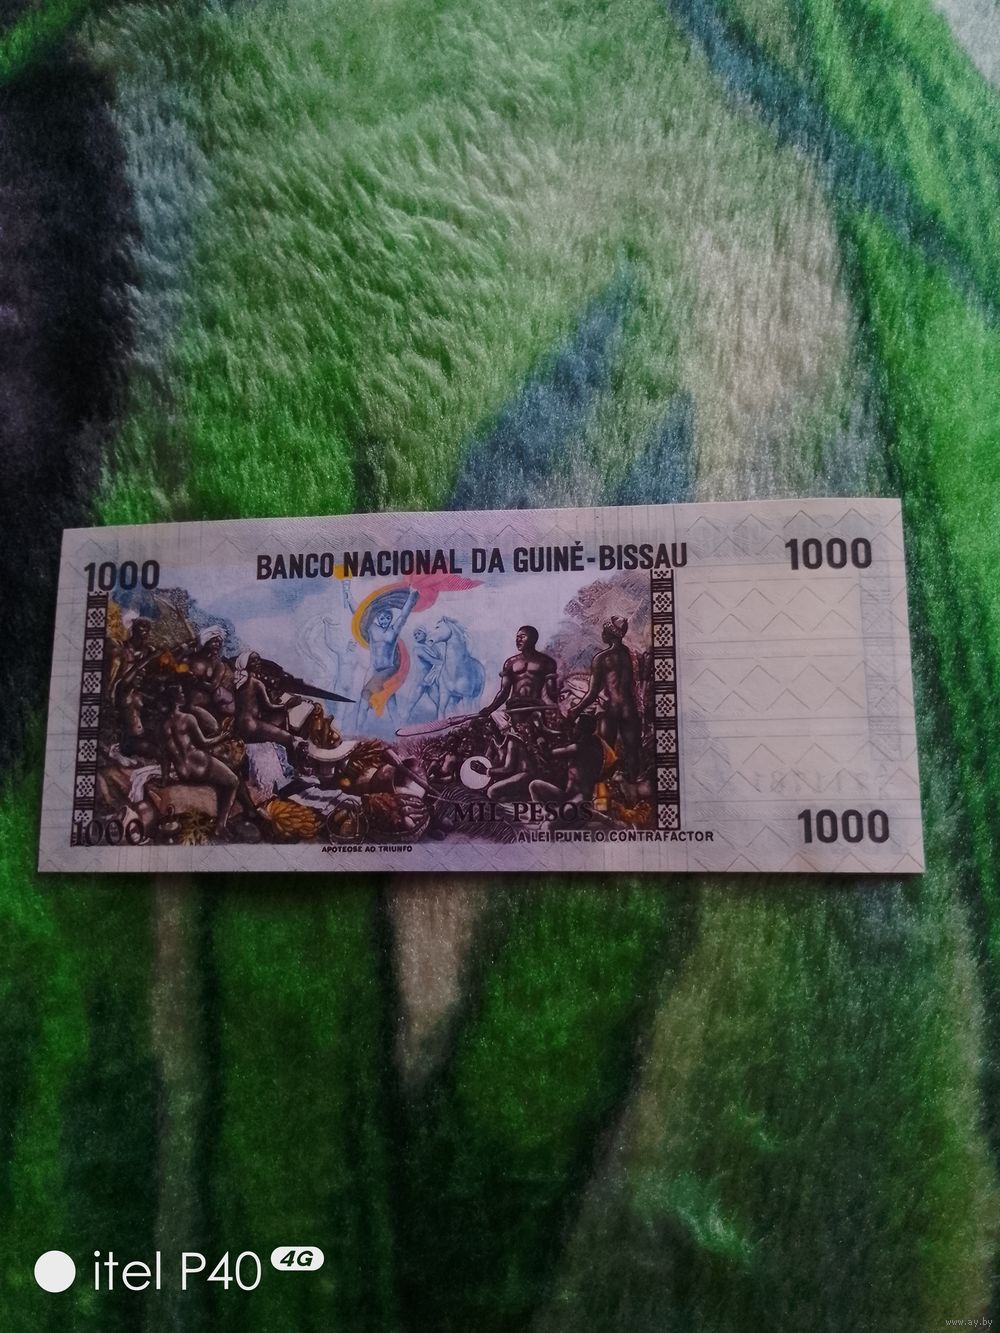 BANCO NACIONAL DA GUINÉ-BISSAU
1000
1000
MIL PESOS
1000
A LEI PUNE O CONTRAFACTOR
1000
APOTEOSE AO TRIUNFO
itel P40 4G
www.ay.by